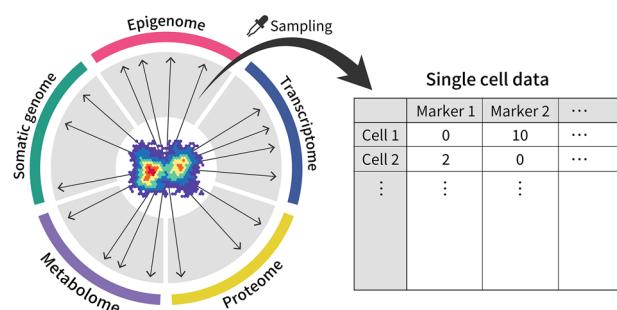 Epigenome
Sampling
Somatic genome
Transcriptome
Metabolome
Proteome
Single cell data
Marker 1 Marker 2 ⋯
Cell 1 0 10 ⋯
Cell 2 2 0 ⋯
⋮ ⋮ ⋮